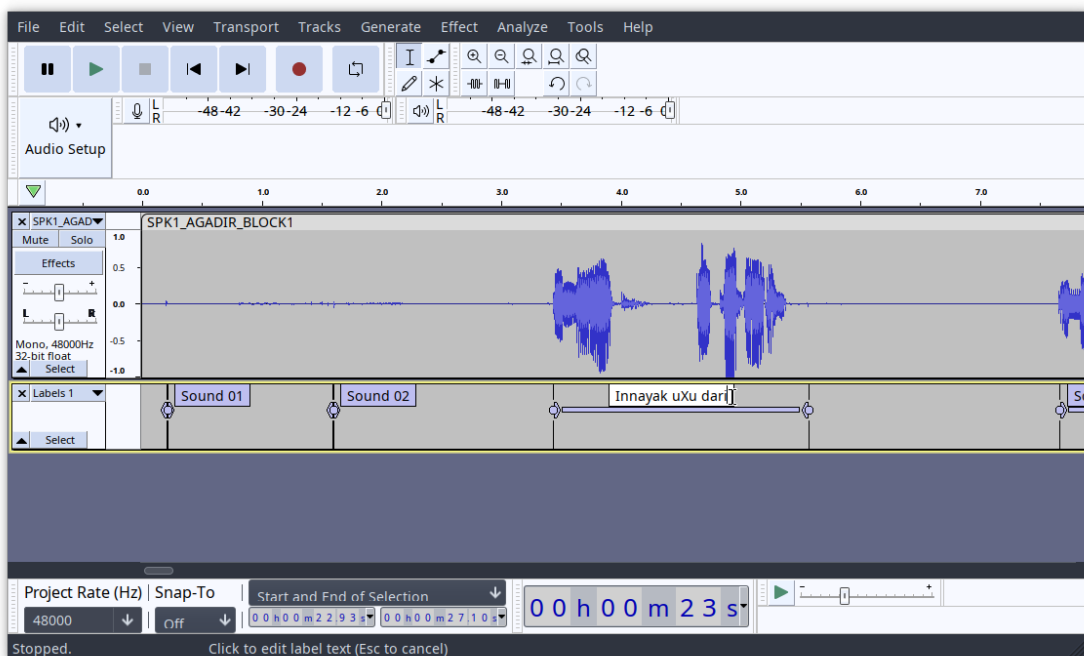 File Edit Select View Transport Tracks Generate Effect Analyze Tools Help
L
R
-48 -42 -30 -24 -12 -6 0
L
R
-48 -42 -30 -24 -12 -6 0
Audio Setup
0.0 1.0 2.0 3.0 4.0 5.0 6.0 7.0
SPK1_AGAD
SPK1_AGADIR_BLOCK1
Mute Solo
Effects
- +
L R
Mono, 48000Hz
32-bit float
Select
1.0
0.5
0.0
-0.5
-1.0
Labels 1
Sound 01 Sound 02 Innayak uXu dari
Select
Project Rate (Hz) Snap-To Start and End of Selection
48000 Off 00h00m22.93s 00h00m27.10s
00h00m23s
- +
Stopped. Click to edit label text (Esc to cancel)